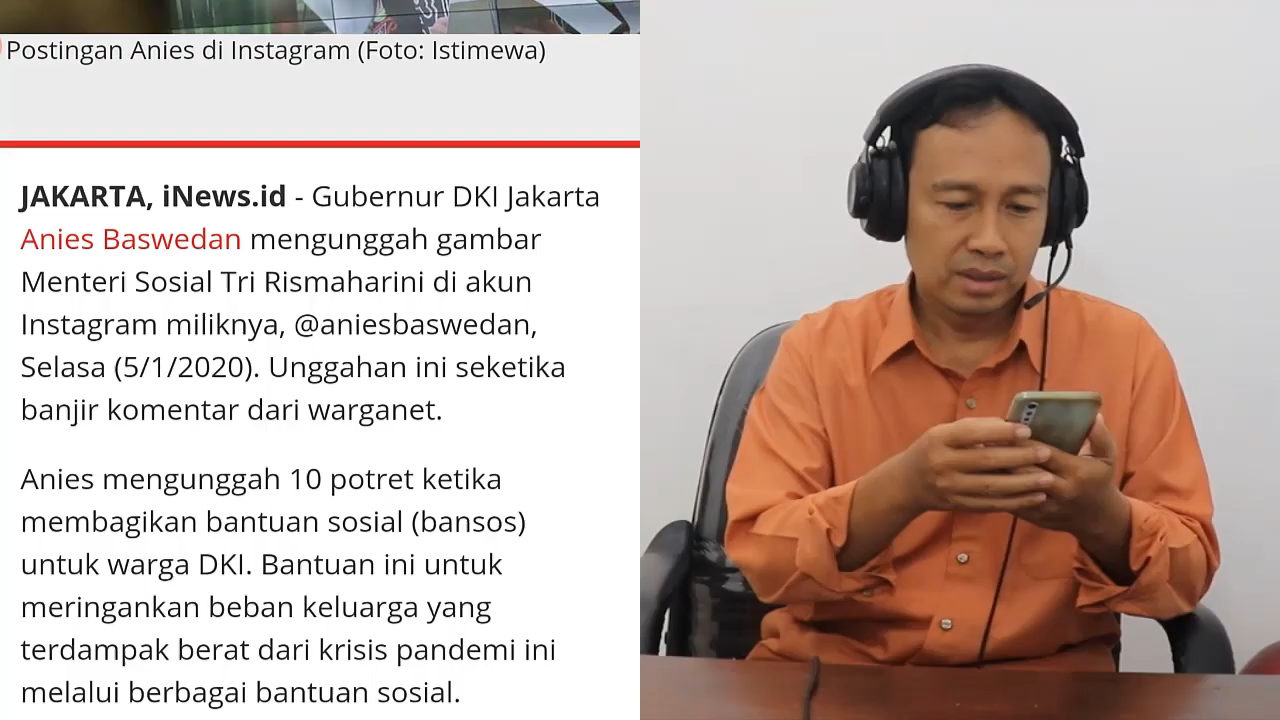 Postingan Anies di Instagram (Foto: Istimewa)
JAKARTA, iNews.id - Gubernur DKI Jakarta
Anies Baswedan mengunggah gambar
Menteri Sosial Tri Rismaharini di akun
Instagram miliknya, @aniesbaswedan,
Selasa (5/1/2020). Unggahan ini seketika
banjir komentar dari warganet.
Anies mengunggah 10 potret ketika
membagikan bantuan sosial (bansos)
untuk warga DKI. Bantuan ini untuk
meringankan beban keluarga yang
terdampak berat dari krisis pandemi ini
melalui berbagai bantuan sosial.